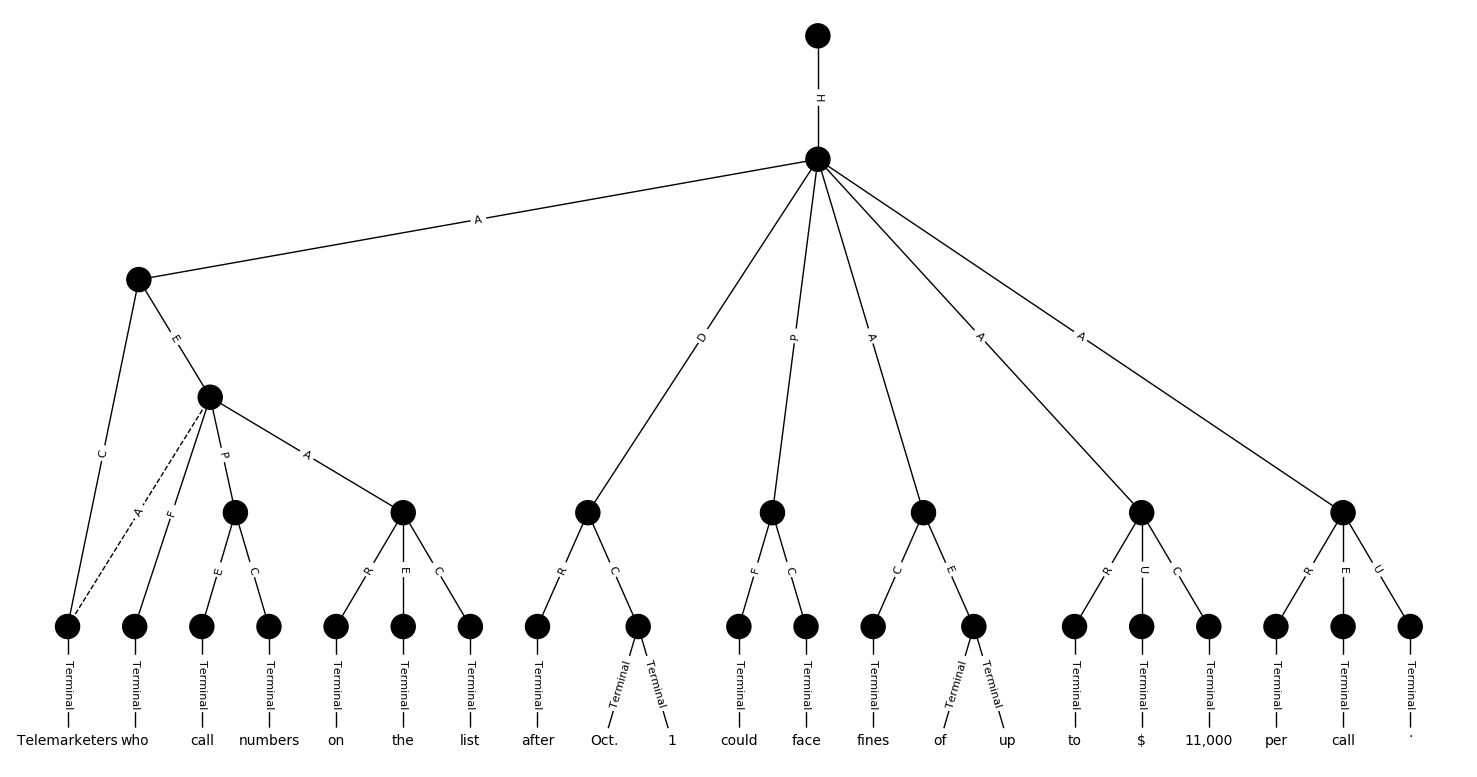 H
A
E D P A A A
C P A
A F E C R E C R C F C C E R U C R E U
Terminal Terminal Terminal Terminal Terminal Terminal Terminal Terminal Terminal Terminal Terminal Terminal Terminal Terminal Terminal Terminal Terminal Terminal Terminal Terminal Terminal
Telemarketers who call numbers on the list after Oct. 1 could face fines of up to $ 11,000 per call .